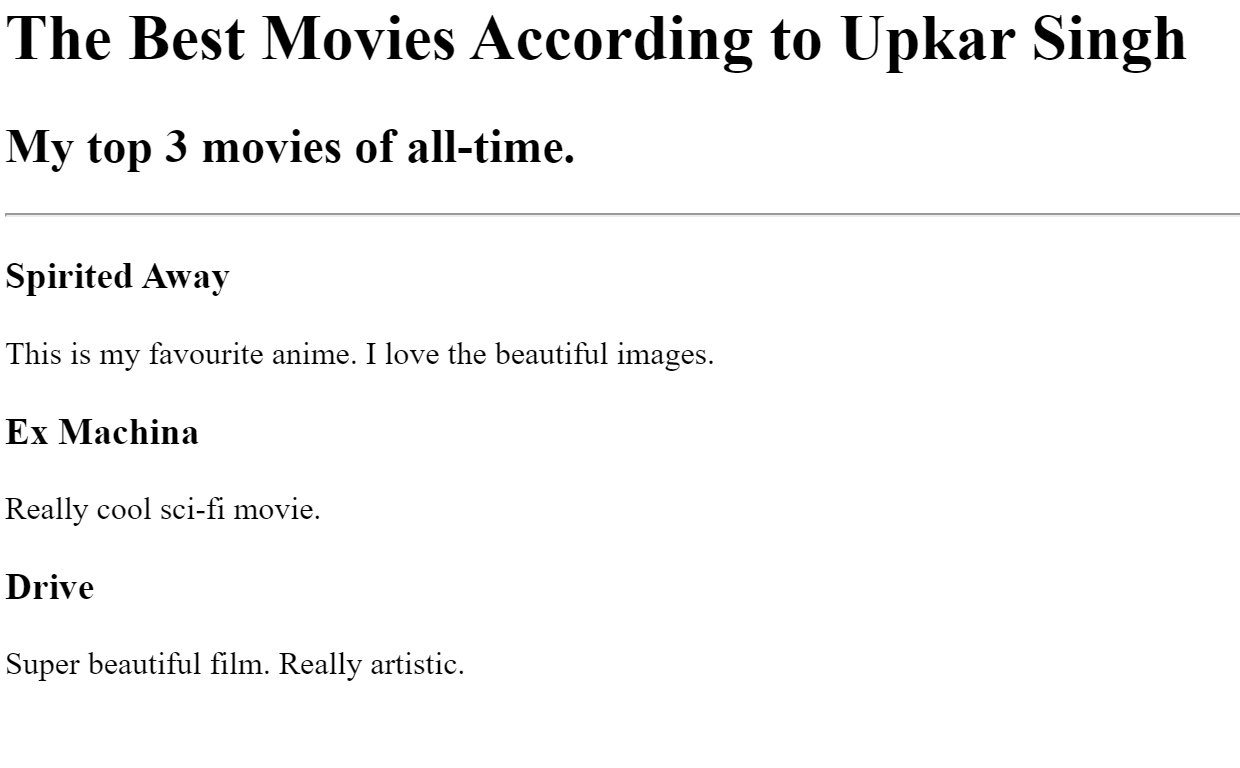 The Best Movies According to Upkar Singh
My top 3 movies of all-time.
Spirited Away
This is my favourite anime. I love the beautiful images.
Ex Machina
Really cool sci-fi movie.
Drive
Super beautiful film. Really artistic.